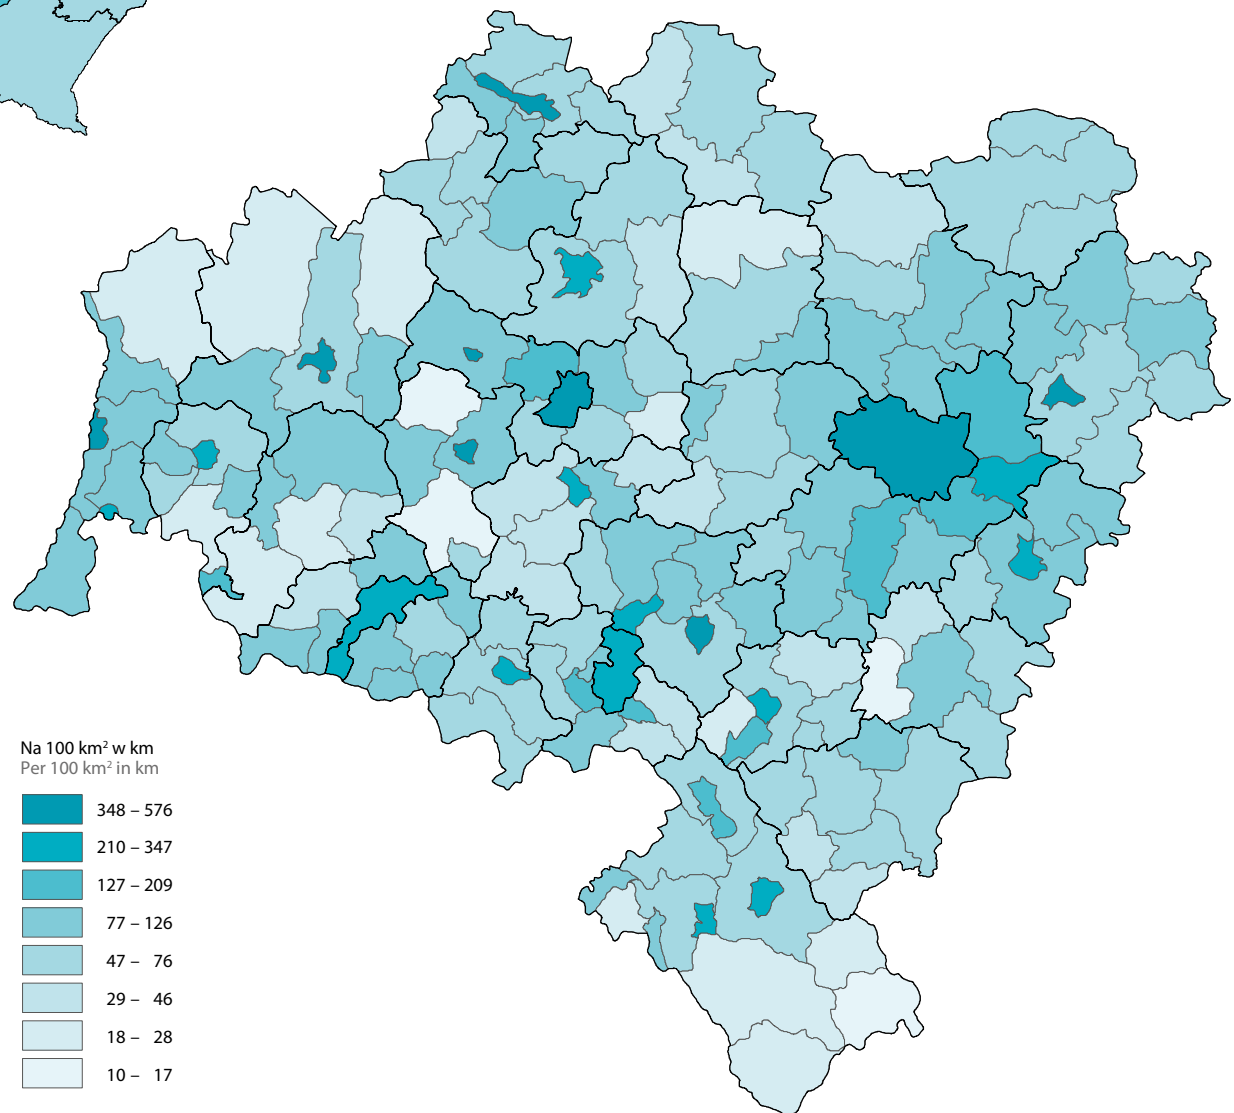 Na 100 km² w km
Per 100 km² in km
348 – 576
210 – 347
127 – 209
77 – 126
47 – 76
29 – 46
18 – 28
10 – 17